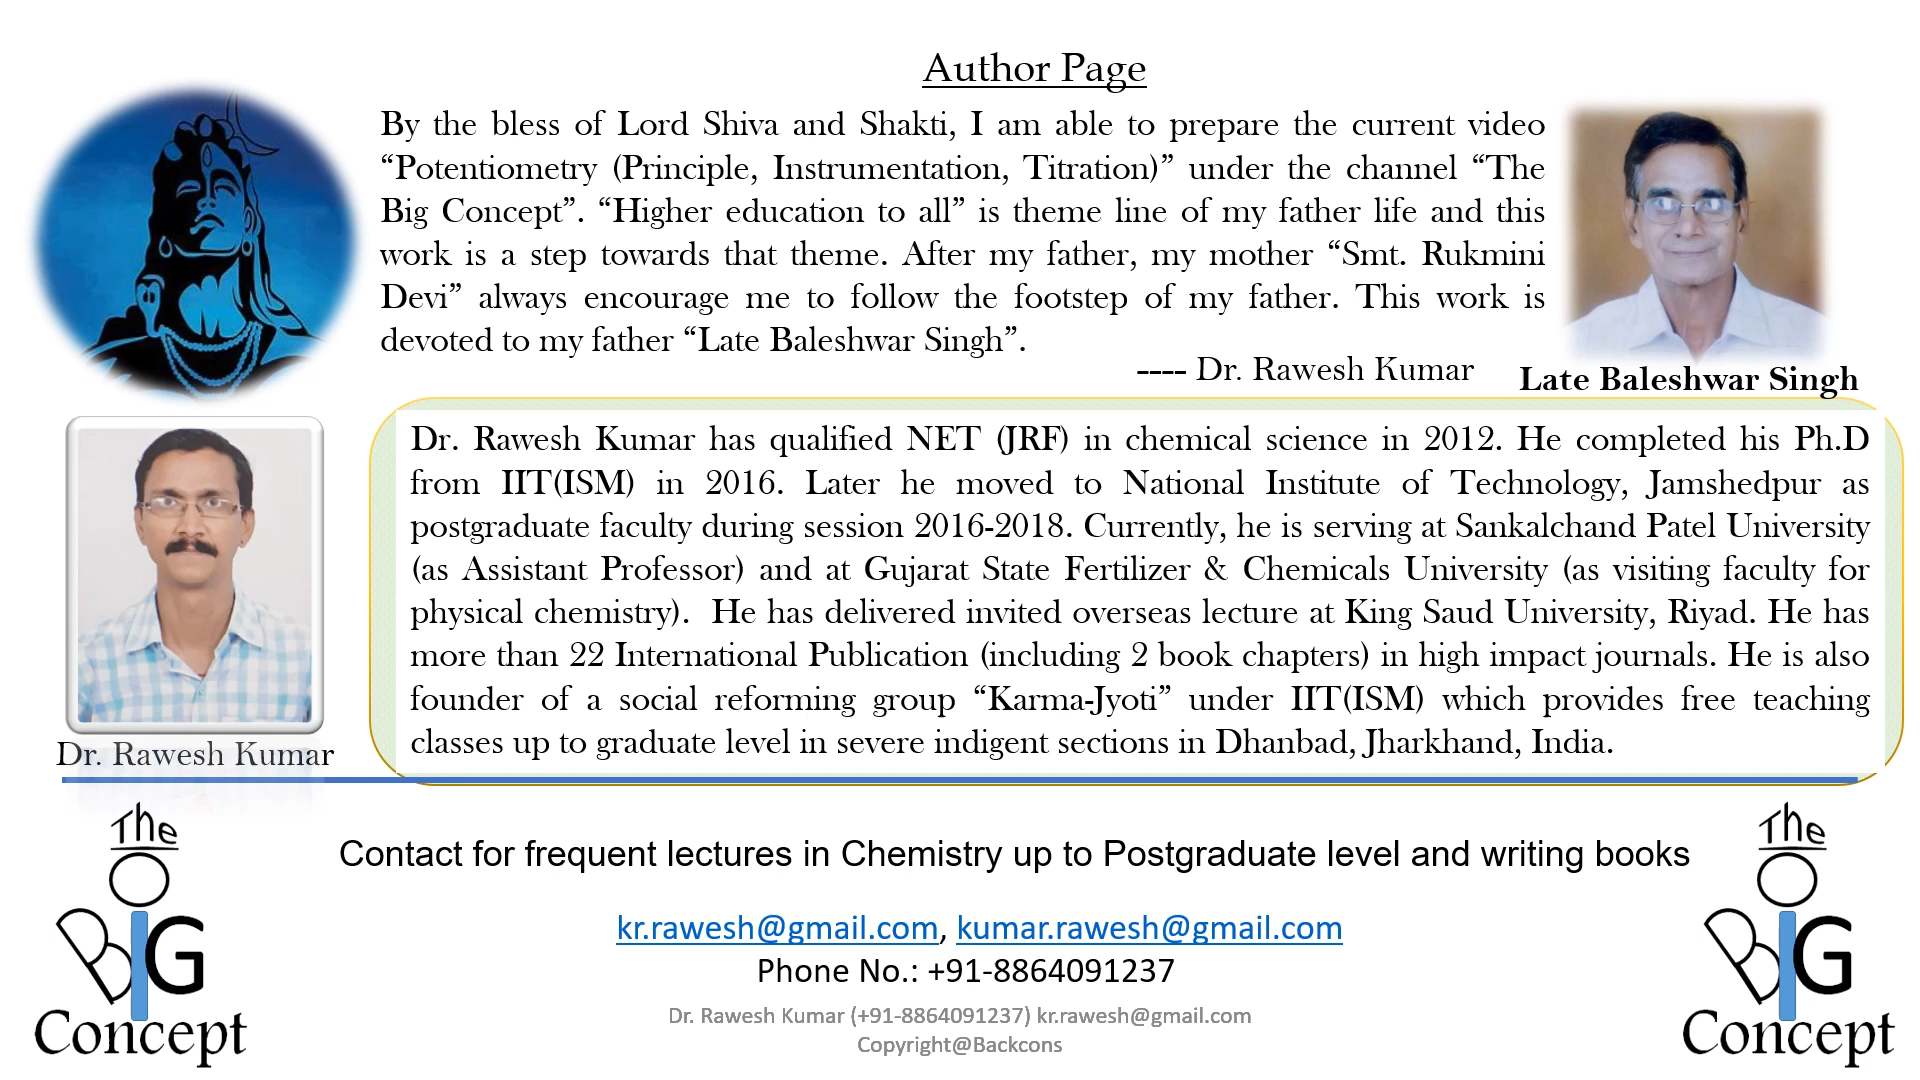 Author Page
By the bless of Lord Shiva and Shakti, I am able to prepare the current video
“Potentiometry (Principle, Instrumentation, Titration)” under the channel “The
Big Concept”. “Higher education to all” is theme line of my father life and this
work is a step towards that theme. After my father, my mother “Smt. Rukmini
Devi” always encourage me to follow the footstep of my father. This work is
devoted to my father “Late Baleshwar Singh”.
---- Dr. Rawesh Kumar
Late Baleshwar Singh
Dr. Rawesh Kumar has qualified NET (JRF) in chemical science in 2012. He completed his Ph.D
from IIT(ISM) in 2016. Later he moved to National Institute of Technology, Jamshedpur as
postgraduate faculty during session 2016-2018. Currently, he is serving at Sankalchand Patel University
(as Assistant Professor) and at Gujarat State Fertilizer & Chemicals University (as visiting faculty for
physical chemistry).  He has delivered invited overseas lecture at King Saud University, Riyad. He has
more than 22 International Publication (including 2 book chapters) in high impact journals. He is also
founder of a social reforming group “Karma-Jyoti” under IIT(ISM) which provides free teaching
classes up to graduate level in severe indigent sections in Dhanbad, Jharkhand, India.
Dr. Rawesh Kumar
The
BIG
Concept
Contact for frequent lectures in Chemistry up to Postgraduate level and writing books
kr.rawesh@gmail.com, kumar.rawesh@gmail.com
Phone No.: +91-8864091237
Dr. Rawesh Kumar (+91-8864091237) kr.rawesh@gmail.com
Copyright@Backcons
The
BIG
Concept